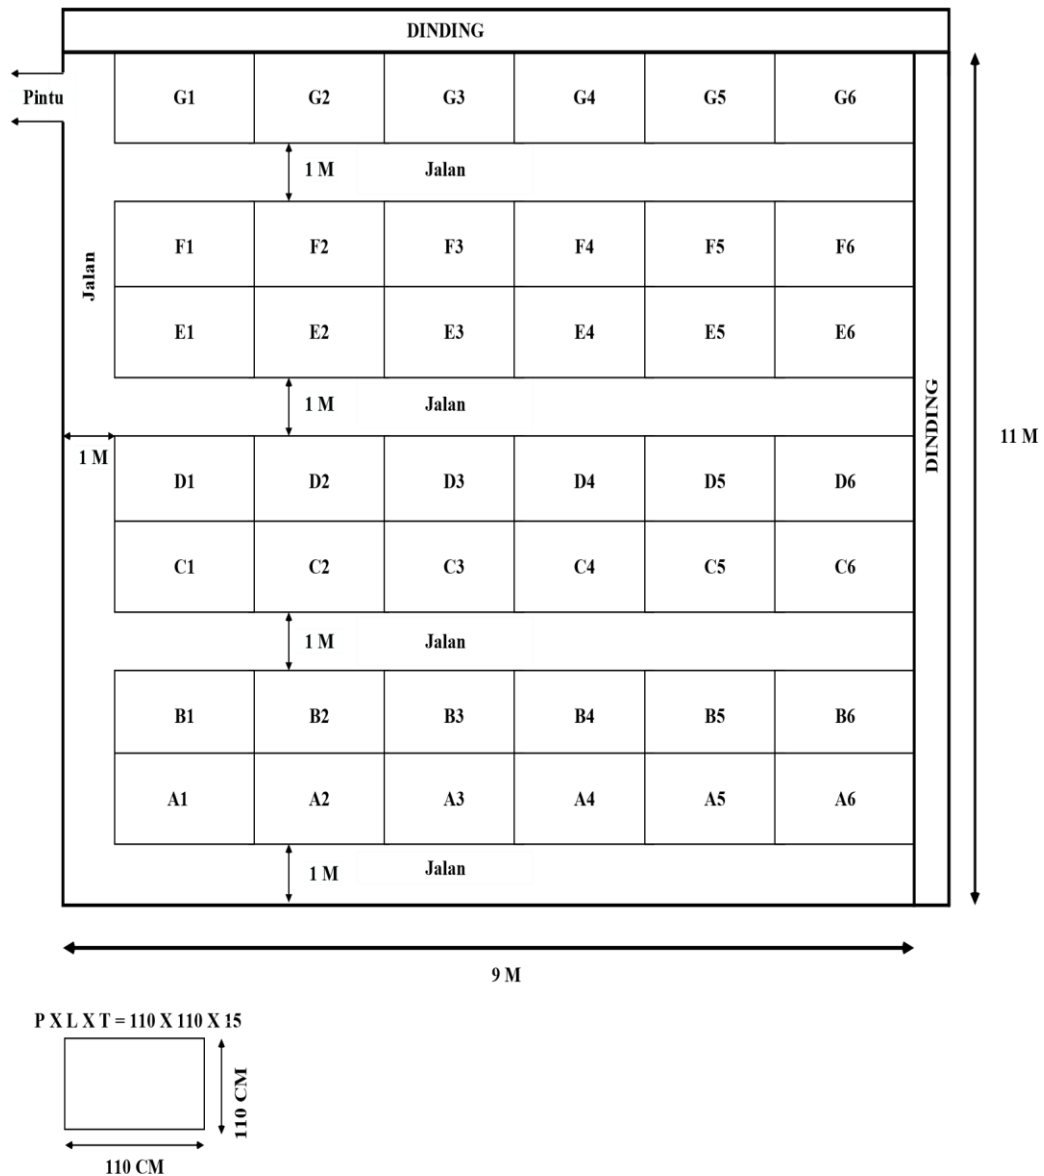 DINDING
Pintu
G1 G2 G3 G4 G5 G6
1 M Jalan
Jalan
F1 F2 F3 F4 F5 F6
E1 E2 E3 E4 E5 E6
1 M Jalan
1 M
DINDING
11 M
D1 D2 D3 D4 D5 D6
C1 C2 C3 C4 C5 C6
1 M Jalan
B1 B2 B3 B4 B5 B6
A1 A2 A3 A4 A5 A6
1 M Jalan
9 M
P X L X T = 110 X 110 X 15
110 CM
110 CM